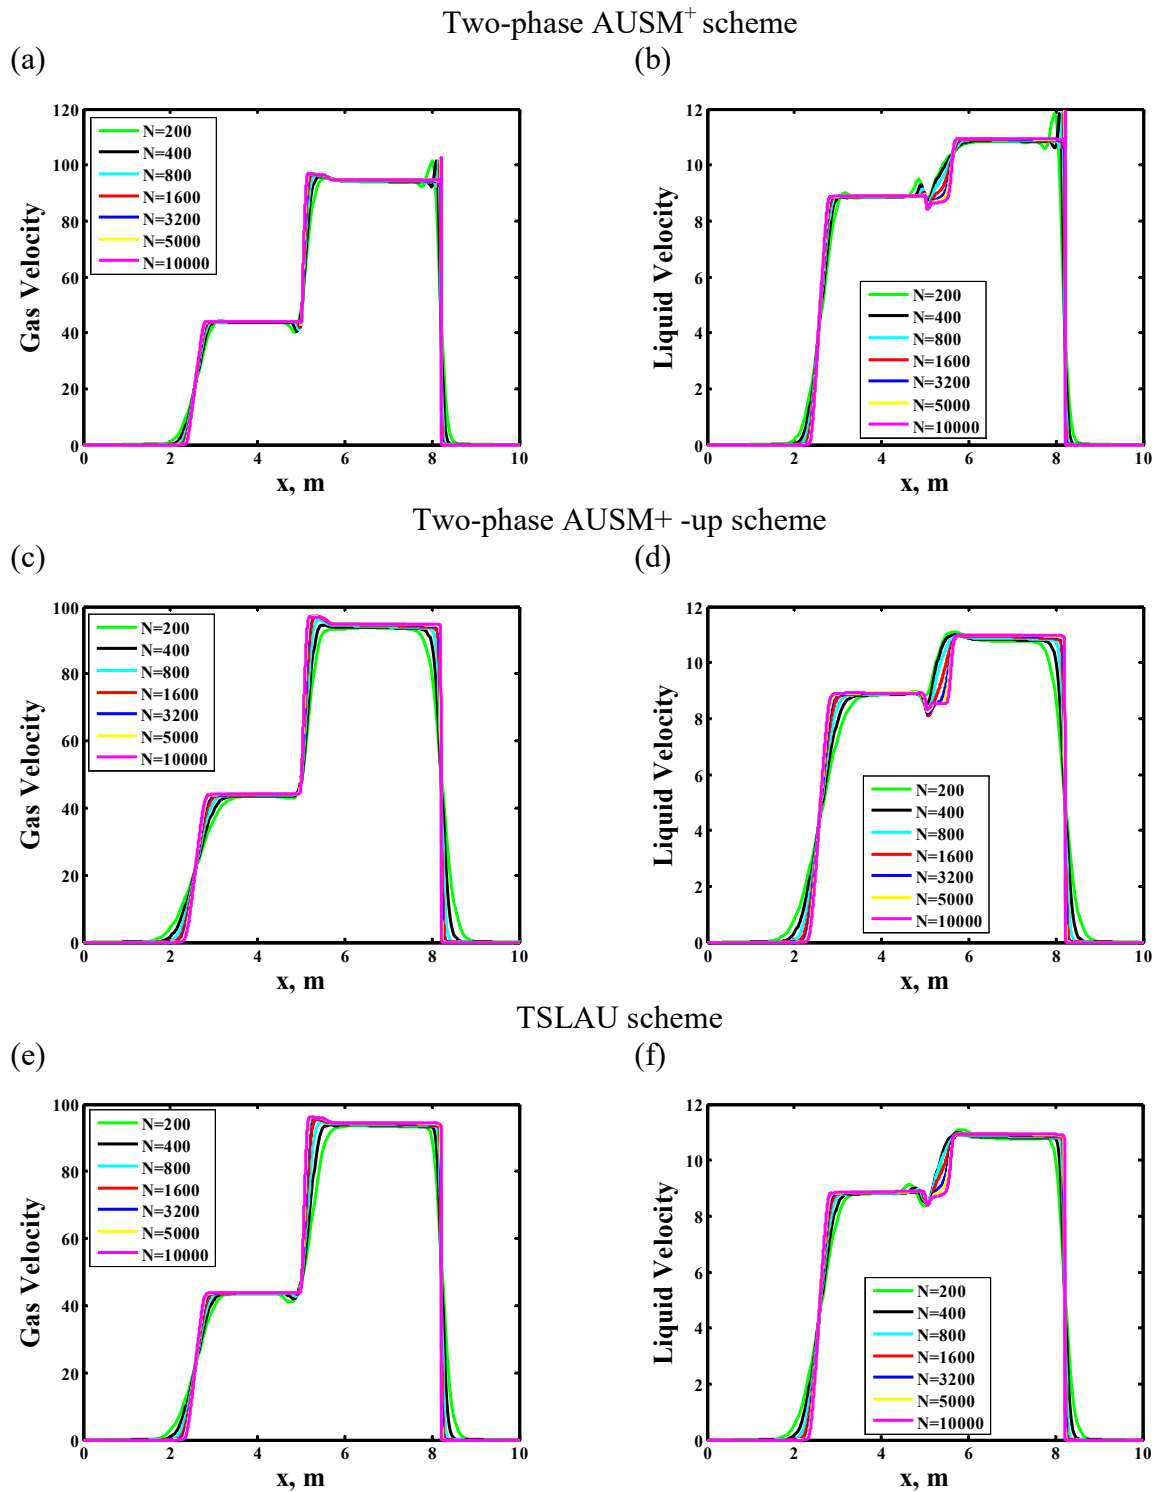 Two-phase AUSM+ scheme
(a)
(b)
120
100
80
60
40
20
0
Gas Velocity
N=200
N=400
N=800
N=1600
N=3200
N=5000
N=10000
0 2 4 6 8 10
x, m
12
10
8
6
4
2
0
Liquid Velocity
N=200
N=400
N=800
N=1600
N=3200
N=5000
N=10000
0 2 4 6 8 10
x, m
Two-phase AUSM+ -up scheme
(c)
(d)
100
80
60
40
20
0
Gas Velocity
N=200
N=400
N=800
N=1600
N=3200
N=5000
N=10000
0 2 4 6 8 10
x, m
12
10
8
6
4
2
0
Liquid Velocity
N=200
N=400
N=800
N=1600
N=3200
N=5000
N=10000
0 2 4 6 8 10
x, m
TSLAU scheme
(e)
(f)
100
80
60
40
20
0
Gas Velocity
N=200
N=400
N=800
N=1600
N=3200
N=5000
N=10000
0 2 4 6 8 10
x, m
12
10
8
6
4
2
0
Liquid Velocity
N=200
N=400
N=800
N=1600
N=3200
N=5000
N=10000
0 2 4 6 8 10
x, m